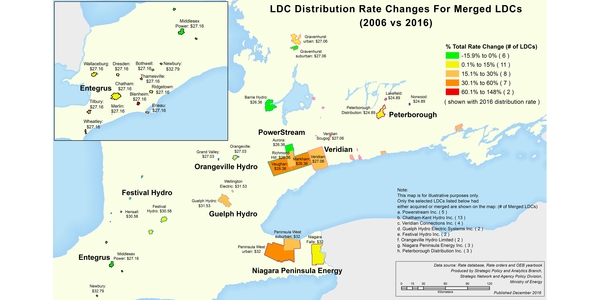 LDC Distribution Rate Changes For Merged LDCs
(2006 vs 2016)
% Total Rate Change (# of LDCs)
-15.9% to 0% ( 6 )
0.1% to 15% ( 11 )
15.1% to 30% ( 8 )
30.1% to 60% ( 7 )
60.1% to 148% ( 2 )
( shown with 2016 distribution rate )
Middlesex
Power: $27.16
Wallaceburg:
$27.16
Dresden:
$27.16
Bothwell:
$27.16
Newbury:
$32.79
Thamesville:
$27.16
Chatham:
$27.16
Ridgetown:
$27.16
Entegrus
Blenheim:
$27.16
Tilbury:
$27.16
Merlin:
$27.16
Erieau:
$27.16
Wheatley:
$27.16
Gravenhurst
suburban: $27.06
Gravenhurst
urban: $27.06
Barrie Hydro:
$26.36
Lakefield:
$24.89
Norwood:
$24.89
Peterborough
Distribution: $24.89
Peterborough
PowerStream
Aurora:
$26.36
Richmond
Hill: $26.36
Vaughan:
$26.36
Markham:
$26.36
Veridian:
$27.06
Veridian
Scugog: $27.06
Veridian
Orangeville:
$27.03
Grand Valley:
$27.03
Orangeville Hydro
Wellington
Electric: $31.53
Guelph Hydro:
$31.53
Guelph Hydro
Festival Hydro
Hensall:
$30.58
Festival
Hydro: $30.58
Entegrus
Middlesex
Power: $27.16
Newbury:
$32.79
Peninsula West
suburban: $32
Peninsula West
urban: $32
Niagara
Falls: $32
Niagara Peninsula Energy
Note:
This map is for illustrative purposes only.
Only the selected LDCs listed below had
either acquired or merged are shown on the map: (# of Merged LDCs)
a. Powerstream Inc. ( 5 )
b. Chatham-Kent Hydro Inc. ( 13 )
c. Veridian Connections Inc. ( 4 )
d. Guelph Hydro Electric Systems Inc. ( 2 )
e. Festival Hydro Inc. ( 2 )
f. Orangeville Hydro Limited ( 2 )
g. Niagara Peninsula Energy Inc. ( 3 )
h. Peterborough Distribution Inc. ( 3 )
Data source: Rate database, Rate orders and OEB yearbook
Produced by Strategic Policy and Analytics Branch,
Strategic Network and Agency Policy Division,
Ministry of Energy
Kilometers
Published December 2016